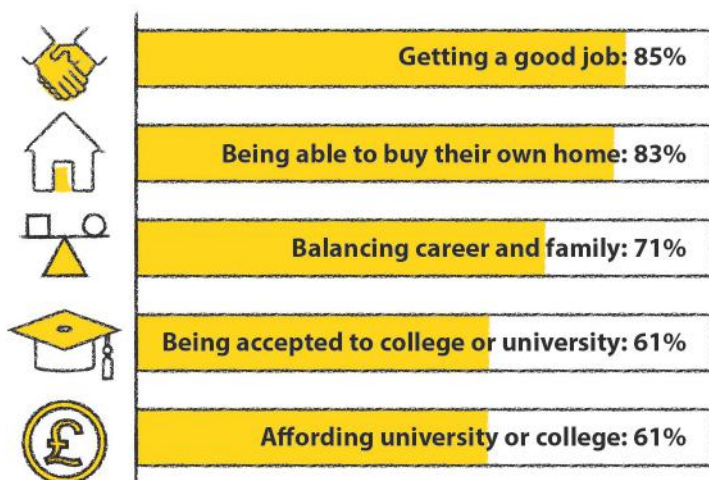 Getting a good job: 85%
Being able to buy their own home: 83%
Balancing career and family: 71%
Being accepted to college or university: 61%
Affording university or college: 61%
£